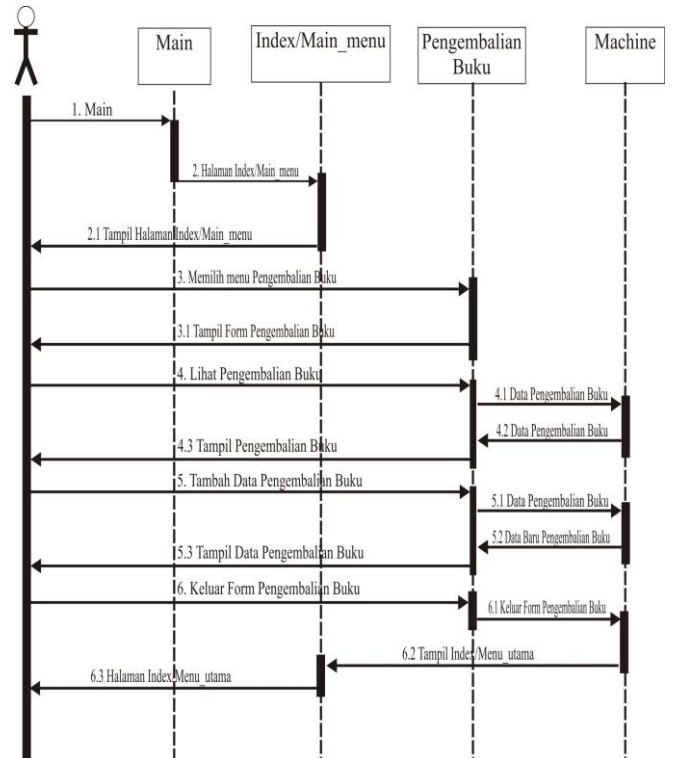 Main
Index/Main_menu
Pengembalian
Buku
Machine
1. Main
2. Halaman Index/Main_menu
2.1 Tampil Halaman Index/Main_menu
3. Memilih menu Pengembalian Buku
3.1 Tampil Form Pengembalian Buku
4. Lihat Pengembalian Buku
4.1 Data Pengembalian Buku
4.2 Data Pengembalian Buku
4.3 Tampil Pengembalian Buku
5. Tambah Data Pengembalian Buku
5.1 Data Pengembalian Buku
5.2 Data Baru Pengembalian Buku
5.3 Tampil Data Pengembalian Buku
6. Keluar Form Pengembalian Buku
6.1 Keluar Form Pengembalian Buku
6.2 Tampil Index/Menu_utama
6.3 Halaman Index/Menu_utama